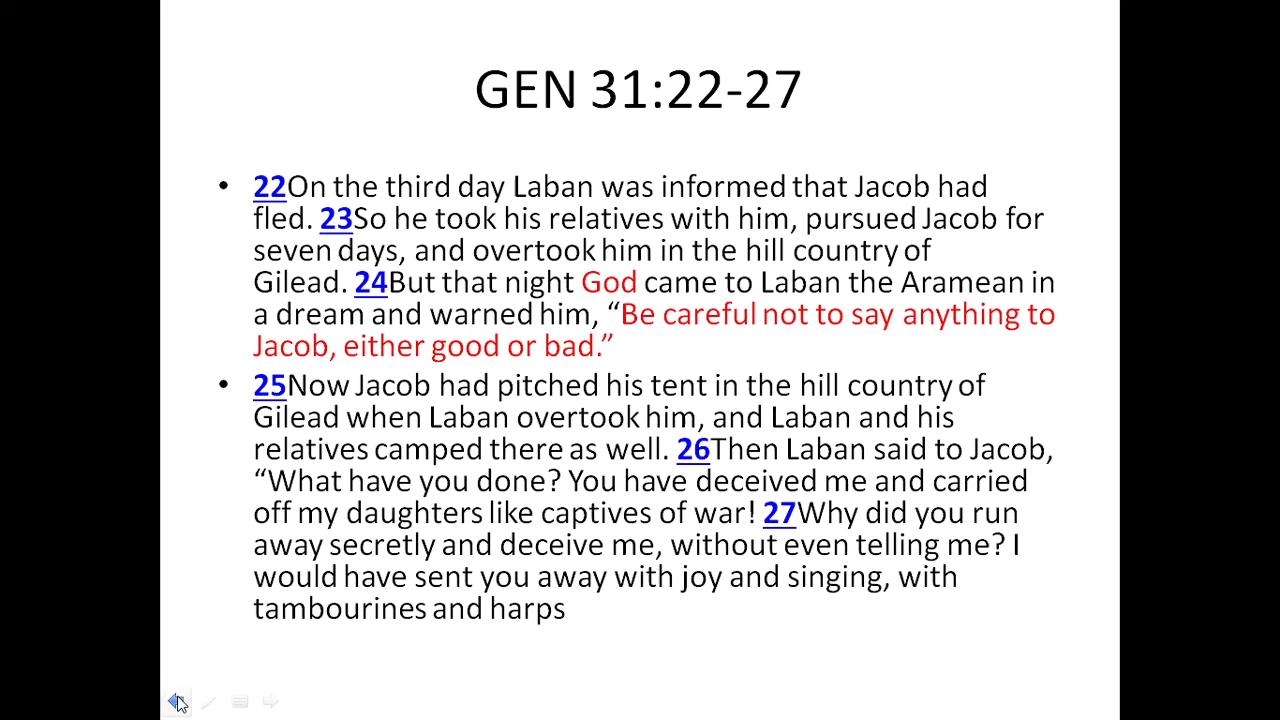 GEN 31:22-27
• 22On the third day Laban was informed that Jacob had
fled. 23So he took his relatives with him, pursued Jacob for
seven days, and overtook him in the hill country of
Gilead. 24But that night God came to Laban the Aramean in
a dream and warned him, “Be careful not to say anything to
Jacob, either good or bad.”
• 25Now Jacob had pitched his tent in the hill country of
Gilead when Laban overtook him, and Laban and his
relatives camped there as well. 26Then Laban said to Jacob,
“What have you done? You have deceived me and carried
off my daughters like captives of war! 27Why did you run
away secretly and deceive me, without even telling me? I
would have sent you away with joy and singing, with
tambourines and harps